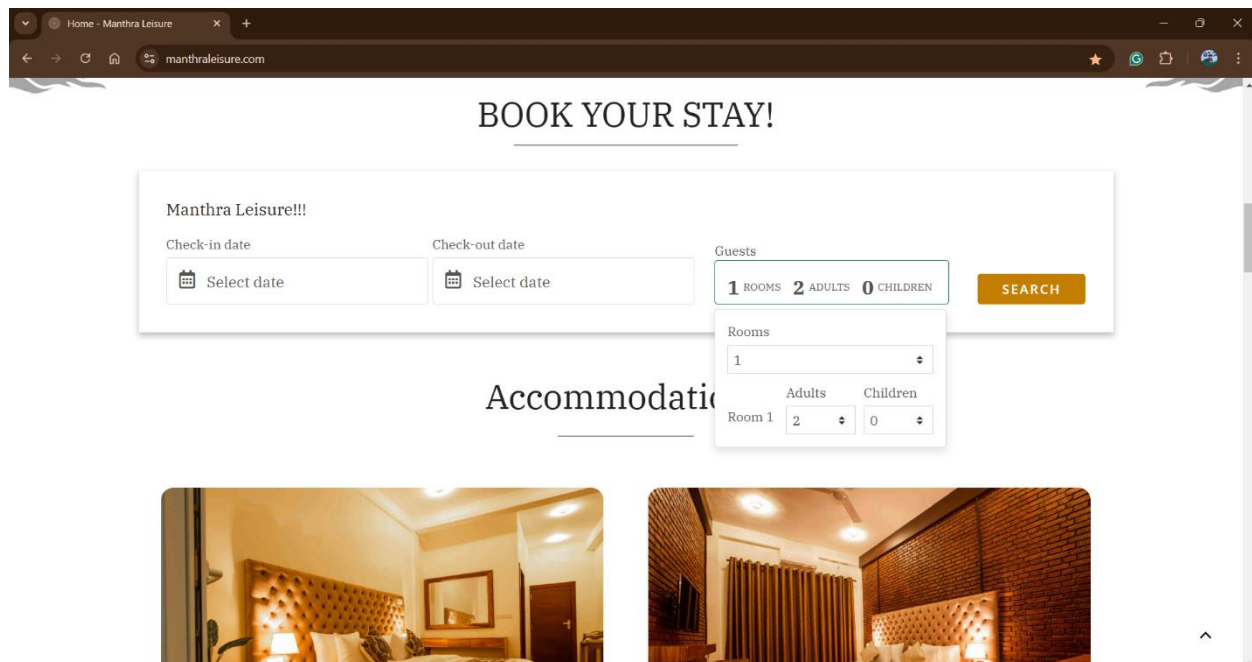 Home - Manthra Leisure
manthraleisure.com
BOOK YOUR STAY!
Manthra Leisure!!!
Check-in date
Check-out date
Guests
Select date
Select date
1 ROOMS 2 ADULTS 0 CHILDREN
SEARCH
Rooms
1
Adults Children
Room 1 2 0
Accommodatio